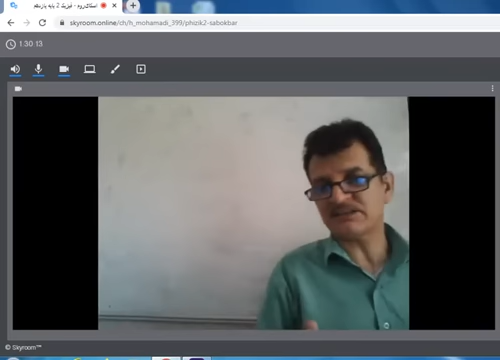 اسکای‌روم - فیزیک 2 پایه یازدهم
skyroom.online/ch/h_mohamadi_399/phizik2-sabokbar
1:30:13
© Skyroom™